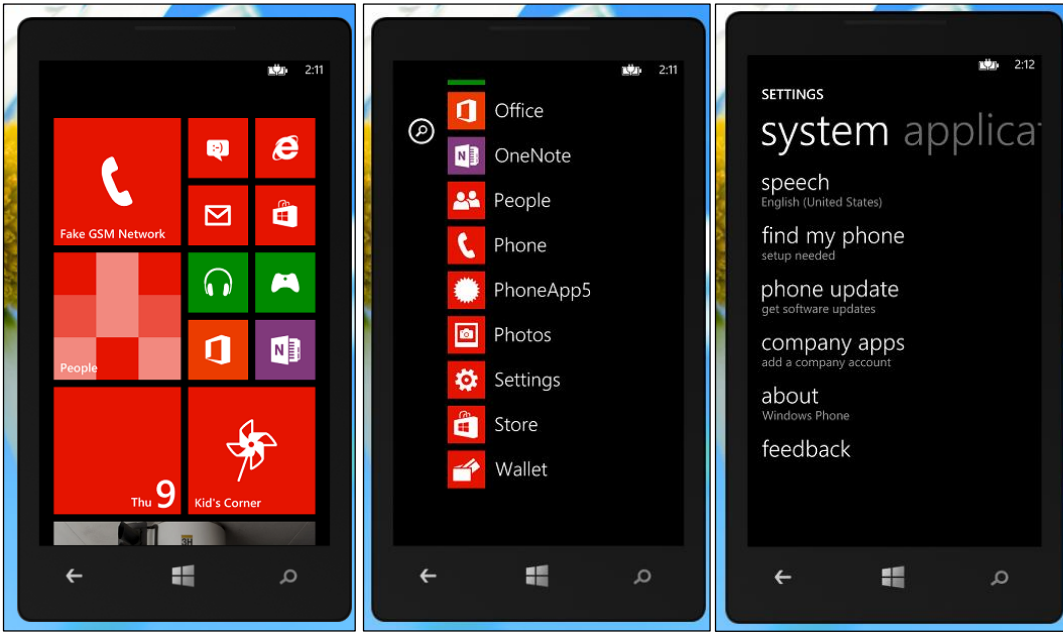 2:11
:-)
Fake GSM Network
People
N
Thu 9
Kid's Corner
3H
2:11
Office
N
OneNote
People
Phone
PhoneApp5
Photos
Settings
Store
Wallet
2:12
SETTINGS
system applicat
speech
English (United States)
find my phone
setup needed
phone update
get software updates
company apps
add a company account
about
Windows Phone
feedback